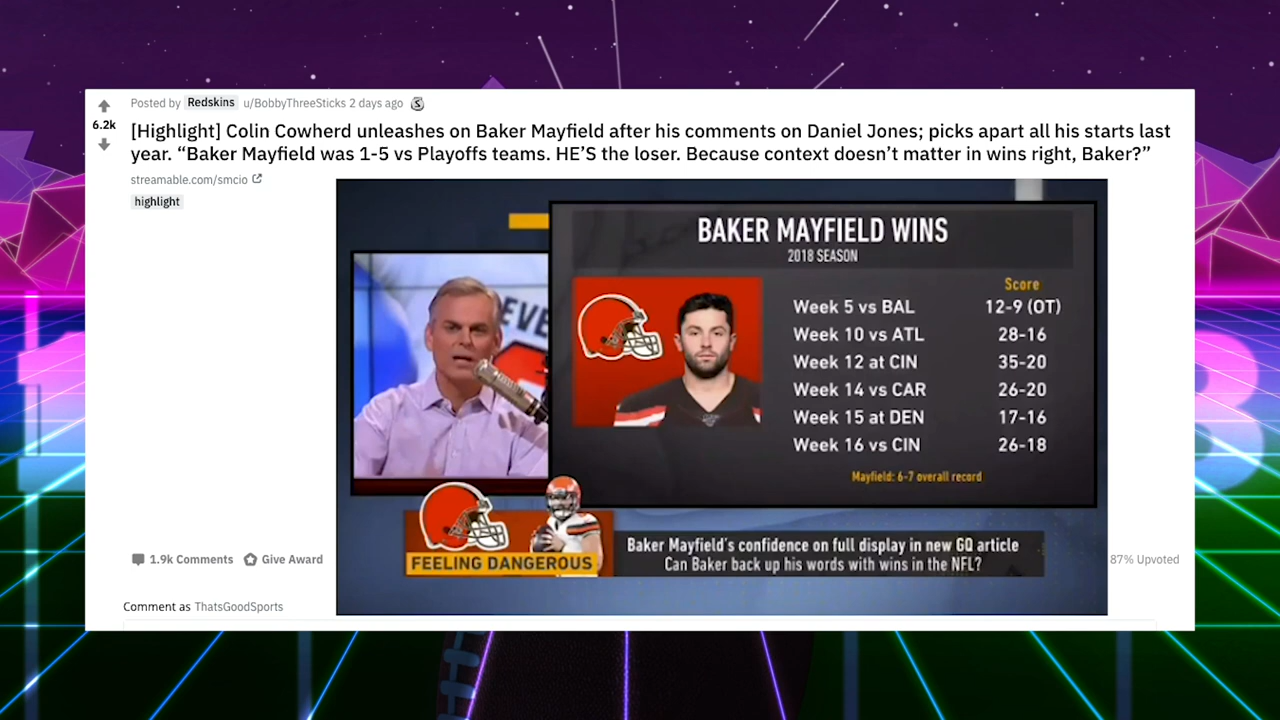 Posted by Redskins u/BobbyThreeSticks 2 days ago
6.2k
[Highlight] Colin Cowherd unleashes on Baker Mayfield after his comments on Daniel Jones; picks apart all his starts last
year. “Baker Mayfield was 1-5 vs Playoffs teams. HE’S the loser. Because context doesn’t matter in wins right, Baker?”
streamable.com/smcio
highlight
BAKER MAYFIELD WINS
2018 SEASON
Score
Week 5 vs BAL 12-9 (OT)
Week 10 vs ATL 28-16
Week 12 at CIN 35-20
Week 14 vs CAR 26-20
Week 15 at DEN 17-16
Week 16 vs CIN 26-18
Mayfield: 6-7 overall record
EVE
FEELING DANGEROUS
Baker Mayfield's confidence on full display in new GQ article
Can Baker back up his words with wins in the NFL?
1.9k Comments Give Award 87% Upvoted
Comment as ThatsGoodSports